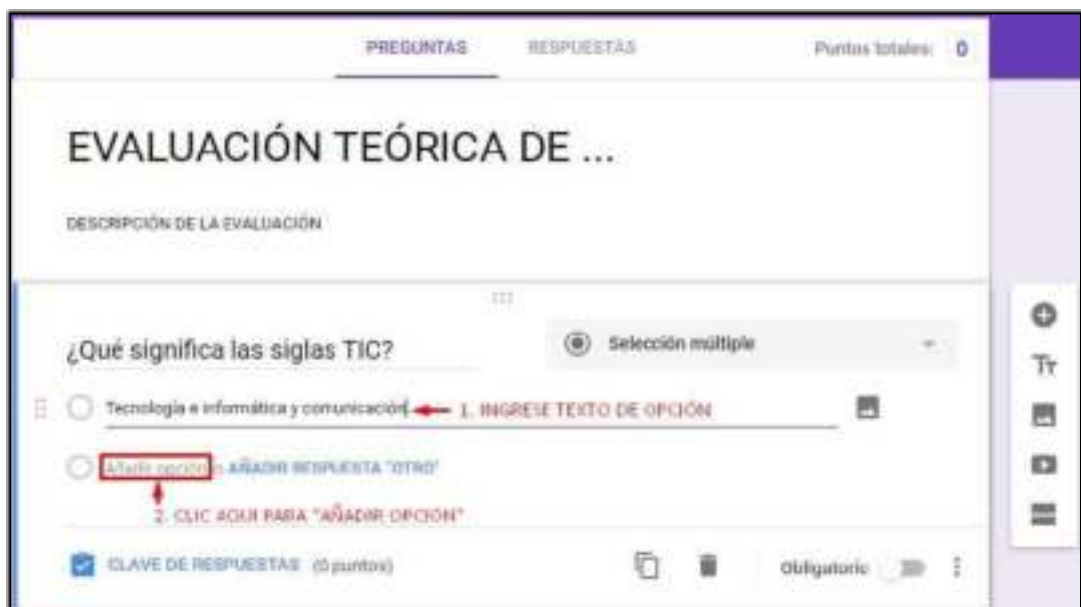 PREGUNTAS RESPUESTAS Puntos totales: 0
EVALUACIÓN TEÓRICA DE ...
DESCRIPCIÓN DE LA EVALUACIÓN
¿Qué significa las siglas TIC? Selección múltiple
Tecnología e informática y comunicación 1. INGRESE TEXTO DE OPCIÓN
Añadir opción o AÑADIR RESPUESTA "OTRO"
2. CLIC AQUI PARA "AÑADIR OPCIÓN"
CLAVE DE RESPUESTAS (0 puntos) Obligatorio
Tt